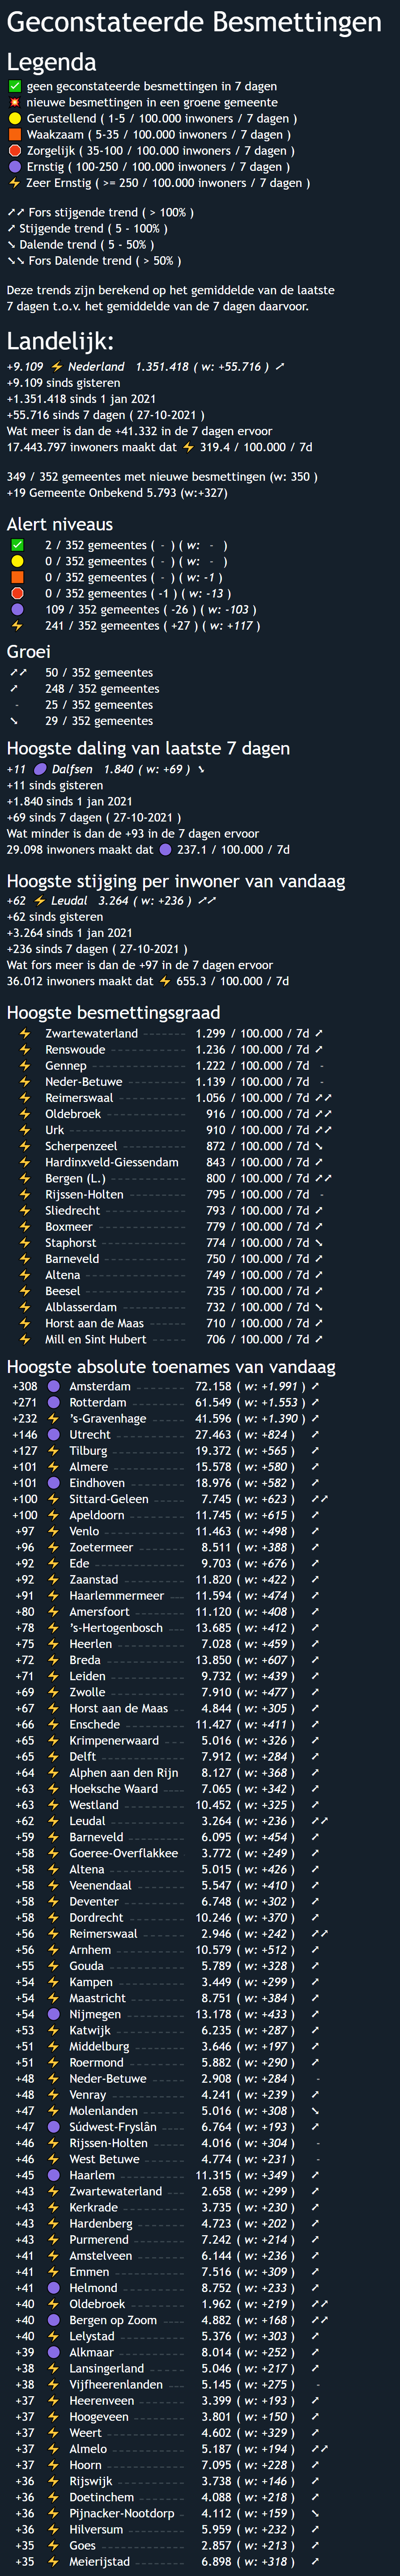 Geconstateerde Besmettingen
Legenda
geen geconstateerde besmettingen in 7 dagen
nieuwe besmettingen in een groene gemeente
Gerustellend ( 1-5 / 100.000 inwoners / 7 dagen )
Waakzaam ( 5-35 / 100.000 inwoners / 7 dagen )
Zorgelijk ( 35-100 / 100.000 inwoners / 7 dagen )
Ernstig ( 100-250 / 100.000 inwoners / 7 dagen )
Zeer Ernstig ( >= 250 / 100.000 inwoners / 7 dagen )
➚➚ Fors stijgende trend ( > 100% )
➚ Stijgende trend ( 5 - 100% )
➘ Dalende trend ( 5 - 50% )
➘➘ Fors Dalende trend ( > 50% )
Deze trends zijn berekend op het gemiddelde van de laatste
7 dagen t.o.v. het gemiddelde van de 7 dagen daarvoor.
Landelijk:
+9.109 ⚡ Nederland 1.351.418 ( w: +55.716 ) ➚
+9.109 sinds gisteren
+1.351.418 sinds 1 jan 2021
+55.716 sinds 7 dagen ( 27-10-2021 )
Wat meer is dan de +41.332 in de 7 dagen ervoor
17.443.797 inwoners maakt dat ⚡ 319.4 / 100.000 / 7d
349 / 352 gemeentes met nieuwe besmettingen (w: 350 )
+19 Gemeente Onbekend 5.793 (w:+327)
Alert niveaus
2 / 352 gemeentes ( - ) ( w: - )
0 / 352 gemeentes ( - ) ( w: - )
0 / 352 gemeentes ( - ) ( w: -1 )
0 / 352 gemeentes ( -1 ) ( w: -13 )
109 / 352 gemeentes ( -26 ) ( w: -103 )
241 / 352 gemeentes ( +27 ) ( w: +117 )
Groei
➚➚ 50 / 352 gemeentes
➚ 248 / 352 gemeentes
- 25 / 352 gemeentes
➘ 29 / 352 gemeentes
Hoogste daling van laatste 7 dagen
+11 Dalfsen 1.840 ( w: +69 ) ➘
+11 sinds gisteren
+1.840 sinds 1 jan 2021
+69 sinds 7 dagen ( 27-10-2021 )
Wat minder is dan de +93 in de 7 dagen ervoor
29.098 inwoners maakt dat 237.1 / 100.000 / 7d
Hoogste stijging per inwoner van vandaag
+62 ⚡ Leudal 3.264 ( w: +236 ) ➚➚
+62 sinds gisteren
+3.264 sinds 1 jan 2021
+236 sinds 7 dagen ( 27-10-2021 )
Wat fors meer is dan de +97 in de 7 dagen ervoor
36.012 inwoners maakt dat ⚡ 655.3 / 100.000 / 7d
Hoogste besmettingsgraad
Zwartewaterland 1.299 / 100.000 / 7d ➚
Renswoude 1.236 / 100.000 / 7d ➚
Gennep 1.222 / 100.000 / 7d -
Neder-Betuwe 1.139 / 100.000 / 7d -
Reimerswaal 1.056 / 100.000 / 7d ➚➚
Oldebroek 916 / 100.000 / 7d ➚➚
Urk 910 / 100.000 / 7d ➚➚
Scherpenzeel 872 / 100.000 / 7d ➘
Hardinxveld-Giessendam 843 / 100.000 / 7d ➚
Bergen (L.) 800 / 100.000 / 7d ➚➚
Rijssen-Holten 795 / 100.000 / 7d -
Sliedrecht 793 / 100.000 / 7d ➚
Boxmeer 779 / 100.000 / 7d ➚
Staphorst 774 / 100.000 / 7d ➘
Barneveld 750 / 100.000 / 7d ➚
Altena 749 / 100.000 / 7d ➚
Beesel 735 / 100.000 / 7d ➚
Alblasserdam 732 / 100.000 / 7d ➘
Horst aan de Maas 710 / 100.000 / 7d ➚
Mill en Sint Hubert 706 / 100.000 / 7d ➚
Hoogste absolute toenames van vandaag
+308 Amsterdam 72.158 ( w: +1.991 ) ➚
+271 Rotterdam 61.549 ( w: +1.553 ) ➚
+232 's-Gravenhage 41.596 ( w: +1.390 ) ➚
+146 Utrecht 27.463 ( w: +824 ) ➚
+127 Tilburg 19.372 ( w: +565 ) ➚
+101 Almere 15.578 ( w: +580 ) ➚
+101 Eindhoven 18.976 ( w: +582 ) ➚
+100 Sittard-Geleen 7.745 ( w: +623 ) ➚➚
+100 Apeldoorn 11.745 ( w: +615 ) ➚
+97 Venlo 11.463 ( w: +498 ) ➚
+96 Zoetermeer 8.511 ( w: +388 ) ➚
+92 Ede 9.703 ( w: +676 ) ➚
+92 Zaanstad 11.820 ( w: +422 ) ➚
+91 Haarlemmermeer 11.594 ( w: +474 ) ➚
+80 Amersfoort 11.120 ( w: +408 ) ➚
+78 's-Hertogenbosch 13.685 ( w: +412 ) ➚
+75 Heerlen 7.028 ( w: +459 ) ➚
+72 Breda 13.850 ( w: +607 ) ➚
+71 Leiden 9.732 ( w: +439 ) ➚
+69 Zwolle 7.910 ( w: +477 ) ➚
+67 Horst aan de Maas 4.844 ( w: +305 ) ➚
+66 Enschede 11.427 ( w: +411 ) ➚
+65 Krimpenerwaard 5.016 ( w: +326 ) ➚
+65 Delft 7.912 ( w: +284 ) ➚
+64 Alphen aan den Rijn 8.127 ( w: +368 ) ➚
+63 Hoeksche Waard 7.065 ( w: +342 ) ➚
+63 Westland 10.452 ( w: +325 ) ➚
+62 Leudal 3.264 ( w: +236 ) ➚➚
+59 Barneveld 6.095 ( w: +454 ) ➚
+58 Goeree-Overflakkee 3.772 ( w: +249 ) ➚
+58 Altena 5.015 ( w: +426 ) ➚
+58 Veenendaal 5.547 ( w: +410 ) ➚
+58 Deventer 6.748 ( w: +302 ) ➚
+58 Dordrecht 10.246 ( w: +370 ) ➚
+56 Reimerswaal 2.946 ( w: +242 ) ➚➚
+56 Arnhem 10.579 ( w: +512 ) ➚
+55 Gouda 5.789 ( w: +328 ) ➚
+54 Kampen 3.449 ( w: +299 ) ➚
+54 Maastricht 8.751 ( w: +384 ) ➚
+54 Nijmegen 13.178 ( w: +433 ) ➚
+53 Katwijk 6.235 ( w: +287 ) ➚
+51 Middelburg 3.646 ( w: +197 ) ➚
+51 Roermond 5.882 ( w: +290 ) ➚
+48 Neder-Betuwe 2.908 ( w: +284 ) -
+48 Venray 4.241 ( w: +239 ) ➚
+47 Molenlanden 5.016 ( w: +308 ) ➘
+47 Súdwest-Fryslân 6.764 ( w: +193 ) ➚
+46 Rijssen-Holten 4.016 ( w: +304 ) -
+46 West Betuwe 4.774 ( w: +231 ) -
+45 Haarlem 11.315 ( w: +349 ) ➚
+43 Zwartewaterland 2.658 ( w: +299 ) ➚
+43 Kerkrade 3.735 ( w: +230 ) ➚
+43 Hardenberg 4.723 ( w: +202 ) ➚
+43 Purmerend 7.242 ( w: +214 ) ➚
+41 Amstelveen 6.144 ( w: +236 ) ➚
+41 Emmen 7.516 ( w: +309 ) ➚
+41 Helmond 8.752 ( w: +233 ) ➚
+40 Oldebroek 1.962 ( w: +219 ) ➚➚
+40 Bergen op Zoom 4.882 ( w: +168 ) ➚➚
+40 Lelystad 5.376 ( w: +303 ) ➚
+39 Alkmaar 8.014 ( w: +252 ) ➚
+38 Lansingerland 5.046 ( w: +217 ) ➚
+38 Vijfheerenlanden 5.145 ( w: +275 ) -
+37 Heerenveen 3.399 ( w: +193 ) ➚
+37 Hoogeveen 3.801 ( w: +150 ) ➚
+37 Weert 4.602 ( w: +329 ) ➚
+37 Almelo 5.187 ( w: +194 ) ➚➚
+37 Hoorn 7.095 ( w: +228 ) ➚
+36 Rijswijk 3.738 ( w: +146 ) ➚
+36 Doetinchem 4.088 ( w: +218 ) ➚
+36 Pijnacker-Nootdorp 4.112 ( w: +159 ) ➘
+36 Hilversum 5.959 ( w: +232 ) ➚
+35 Goes 2.857 ( w: +213 ) ➚
+35 Meierijstad 6.898 ( w: +318 ) ➚